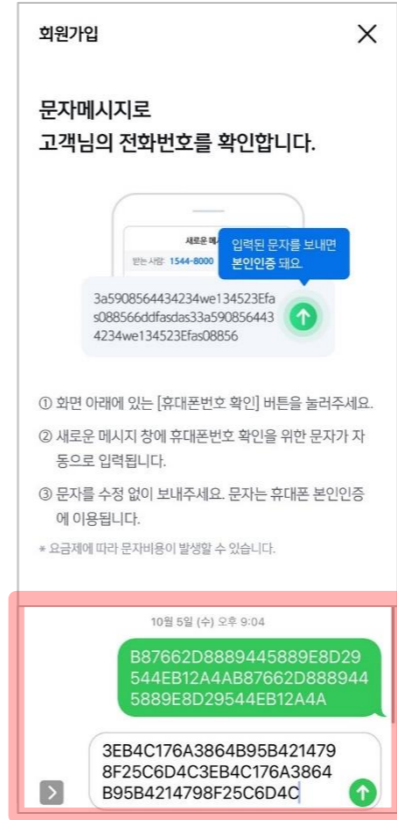 회원가입
문자메시지로
고객님의 전화번호를 확인합니다.
새로운 메
입력된 문자를 보내면
받는사람: 1544-8000
본인인증 돼요.
3a5908564434234we134523Efa
s088566ddfasdas33a590856443
4234we134523Efas08856
① 화면 아래에 있는 [휴대폰번호 확인] 버튼을 눌러주세요.
② 새로운 메시지 창에 휴대폰번호 확인을 위한 문자가 자
동으로 입력됩니다.
③ 문자를 수정 없이 보내주세요. 문자는 휴대폰 본인인증
에 이용됩니다.
* 요금제에 따라 문자비용이 발생할 수 있습니다.
10월 5일 (수) 오후 9:04
B87662D8889445889E8D29
544EB12A4AB87662D888944
5889E8D29544EB12A4A
3EB4C176A3864B95B421479
8F25C6D4C3EB4C176A3864
B95B4214798F25C6D4C